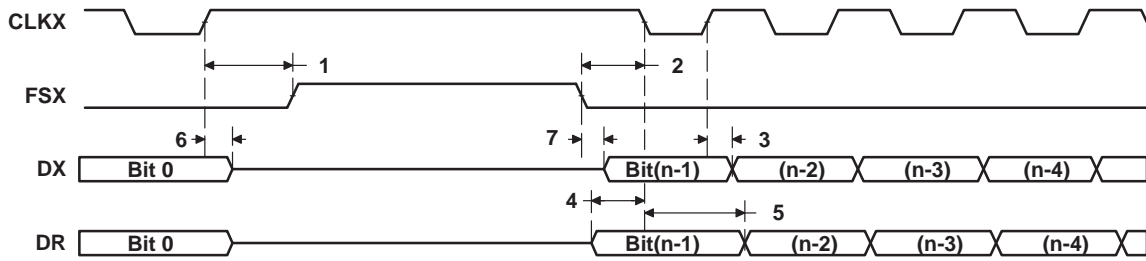 CLKX
1
2
FSX
6
7
3
DX
Bit 0
Bit(n-1)
(n-2)
(n-3)
(n-4)
4
5
DR
Bit 0
Bit(n-1)
(n-2)
(n-3)
(n-4)